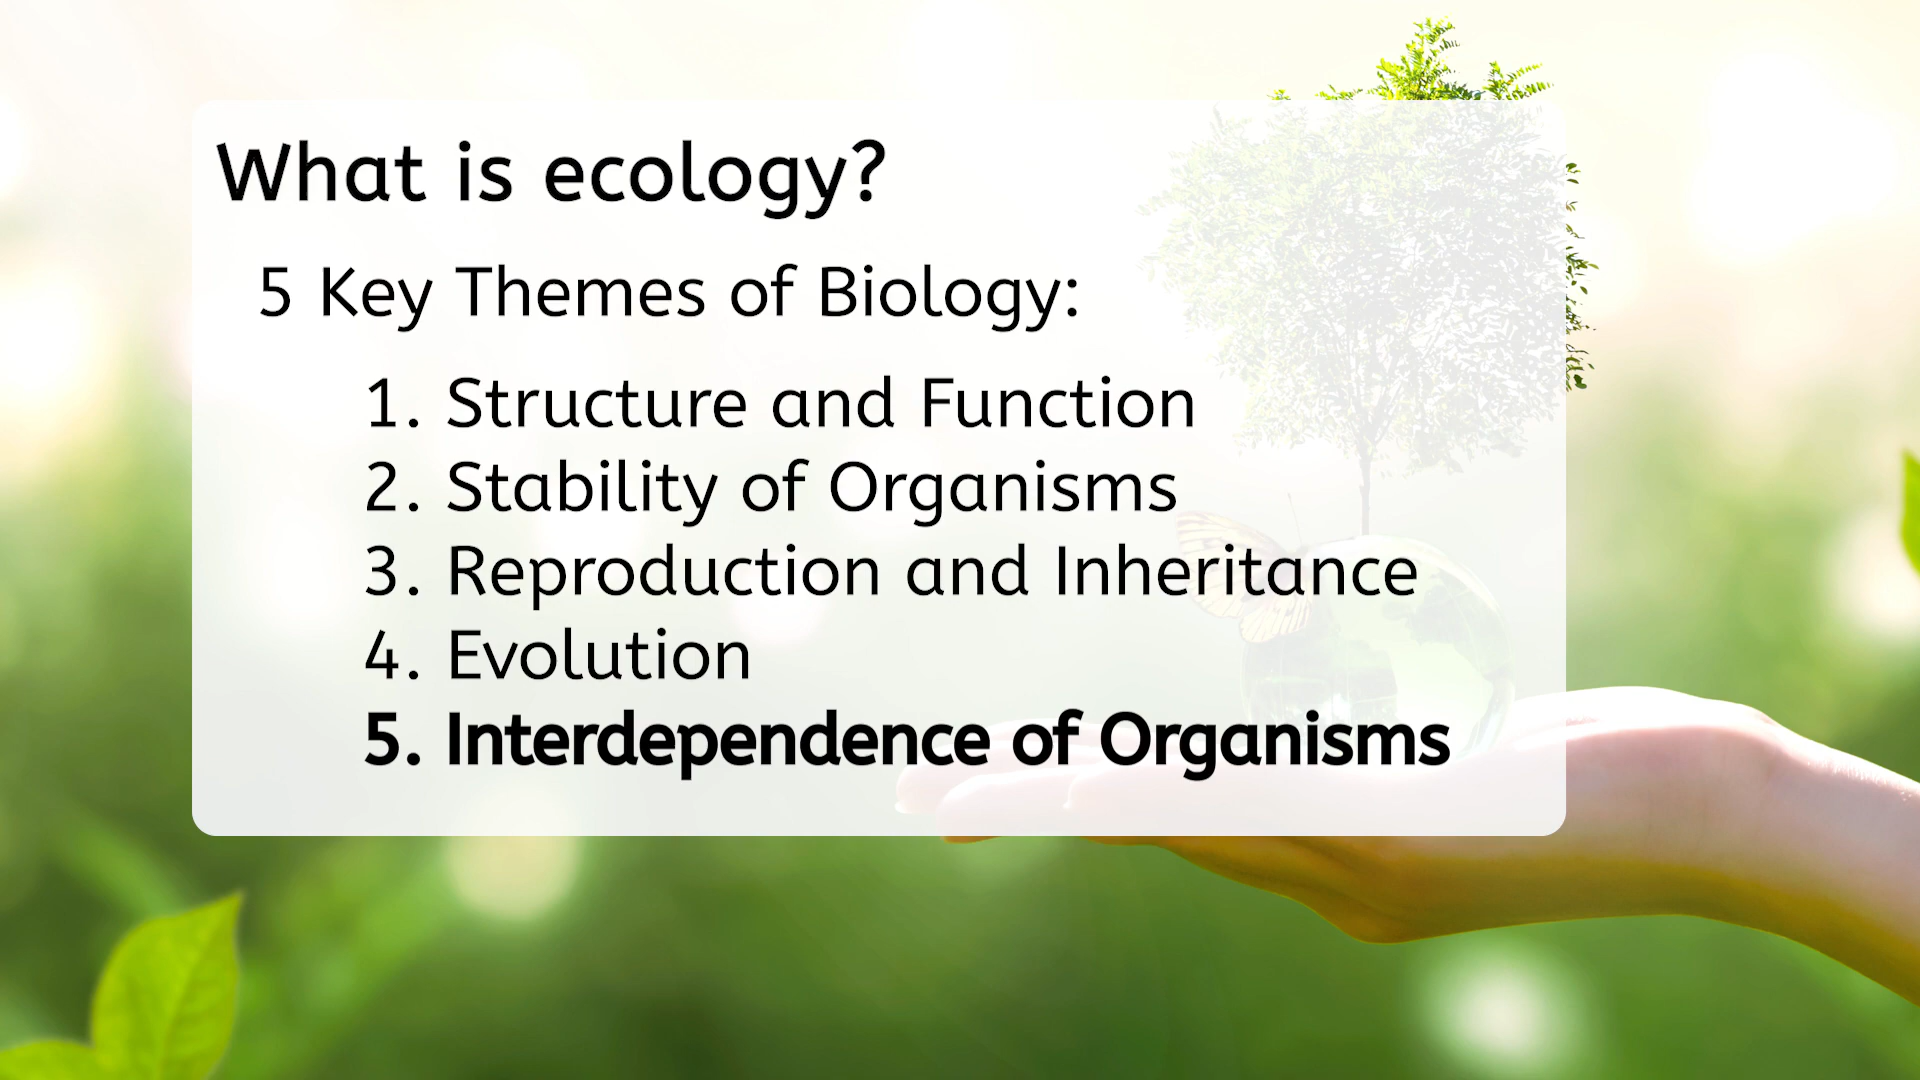 What is ecology?
5 Key Themes of Biology:
1. Structure and Function
2. Stability of Organisms
3. Reproduction and Inheritance
4. Evolution
5. Interdependence of Organisms